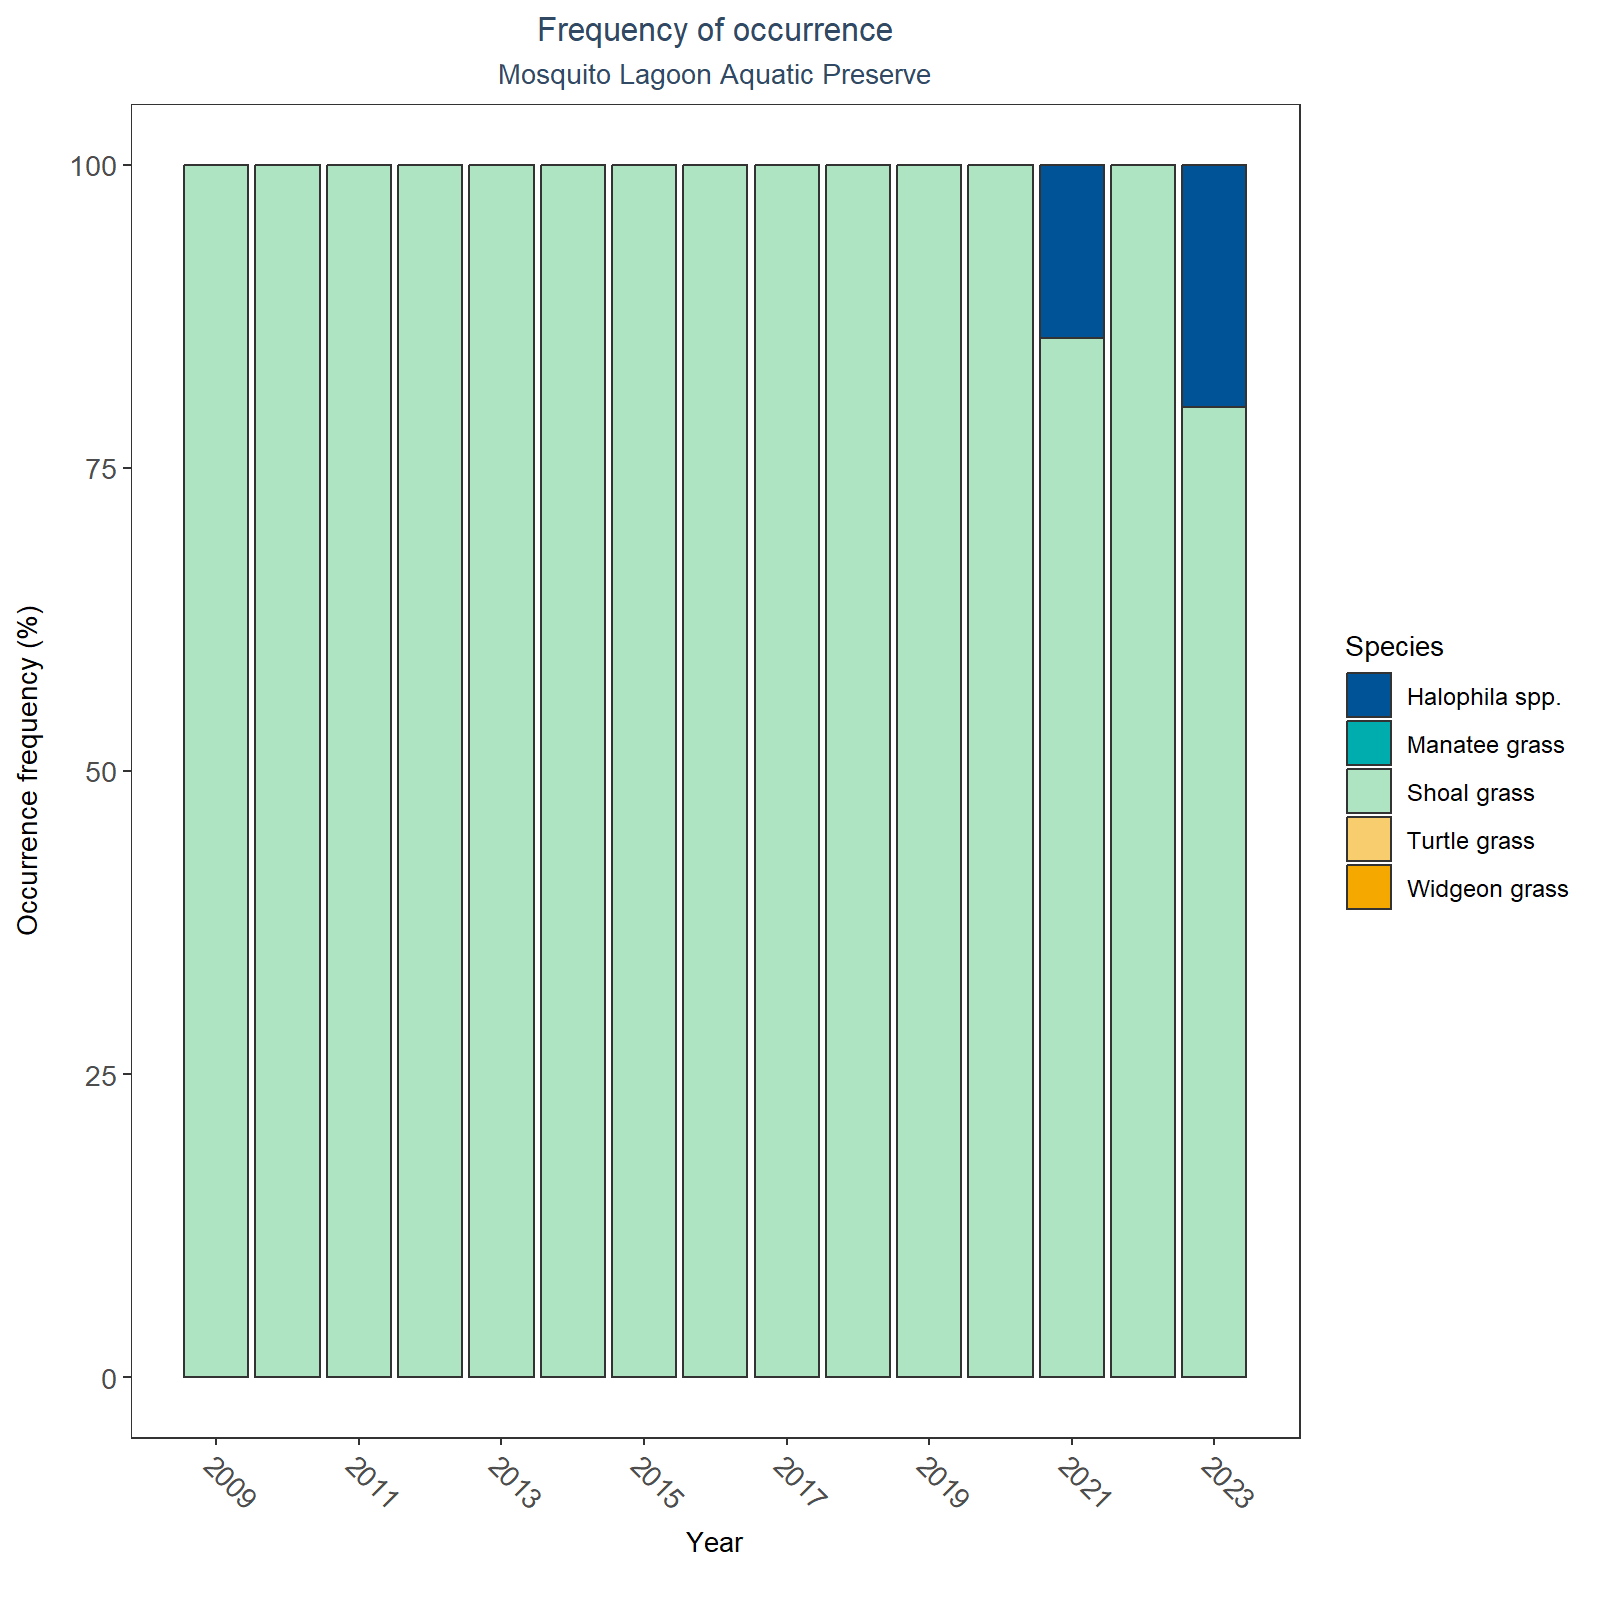 Frequency of occurrence
Mosquito Lagoon Aquatic Preserve
Occurrence frequency (%)
100
75
50
25
0
2009
2011
2013
2015
2017
2019
2021
2023
Year
Species
Halophila spp.
Manatee grass
Shoal grass
Turtle grass
Widgeon grass